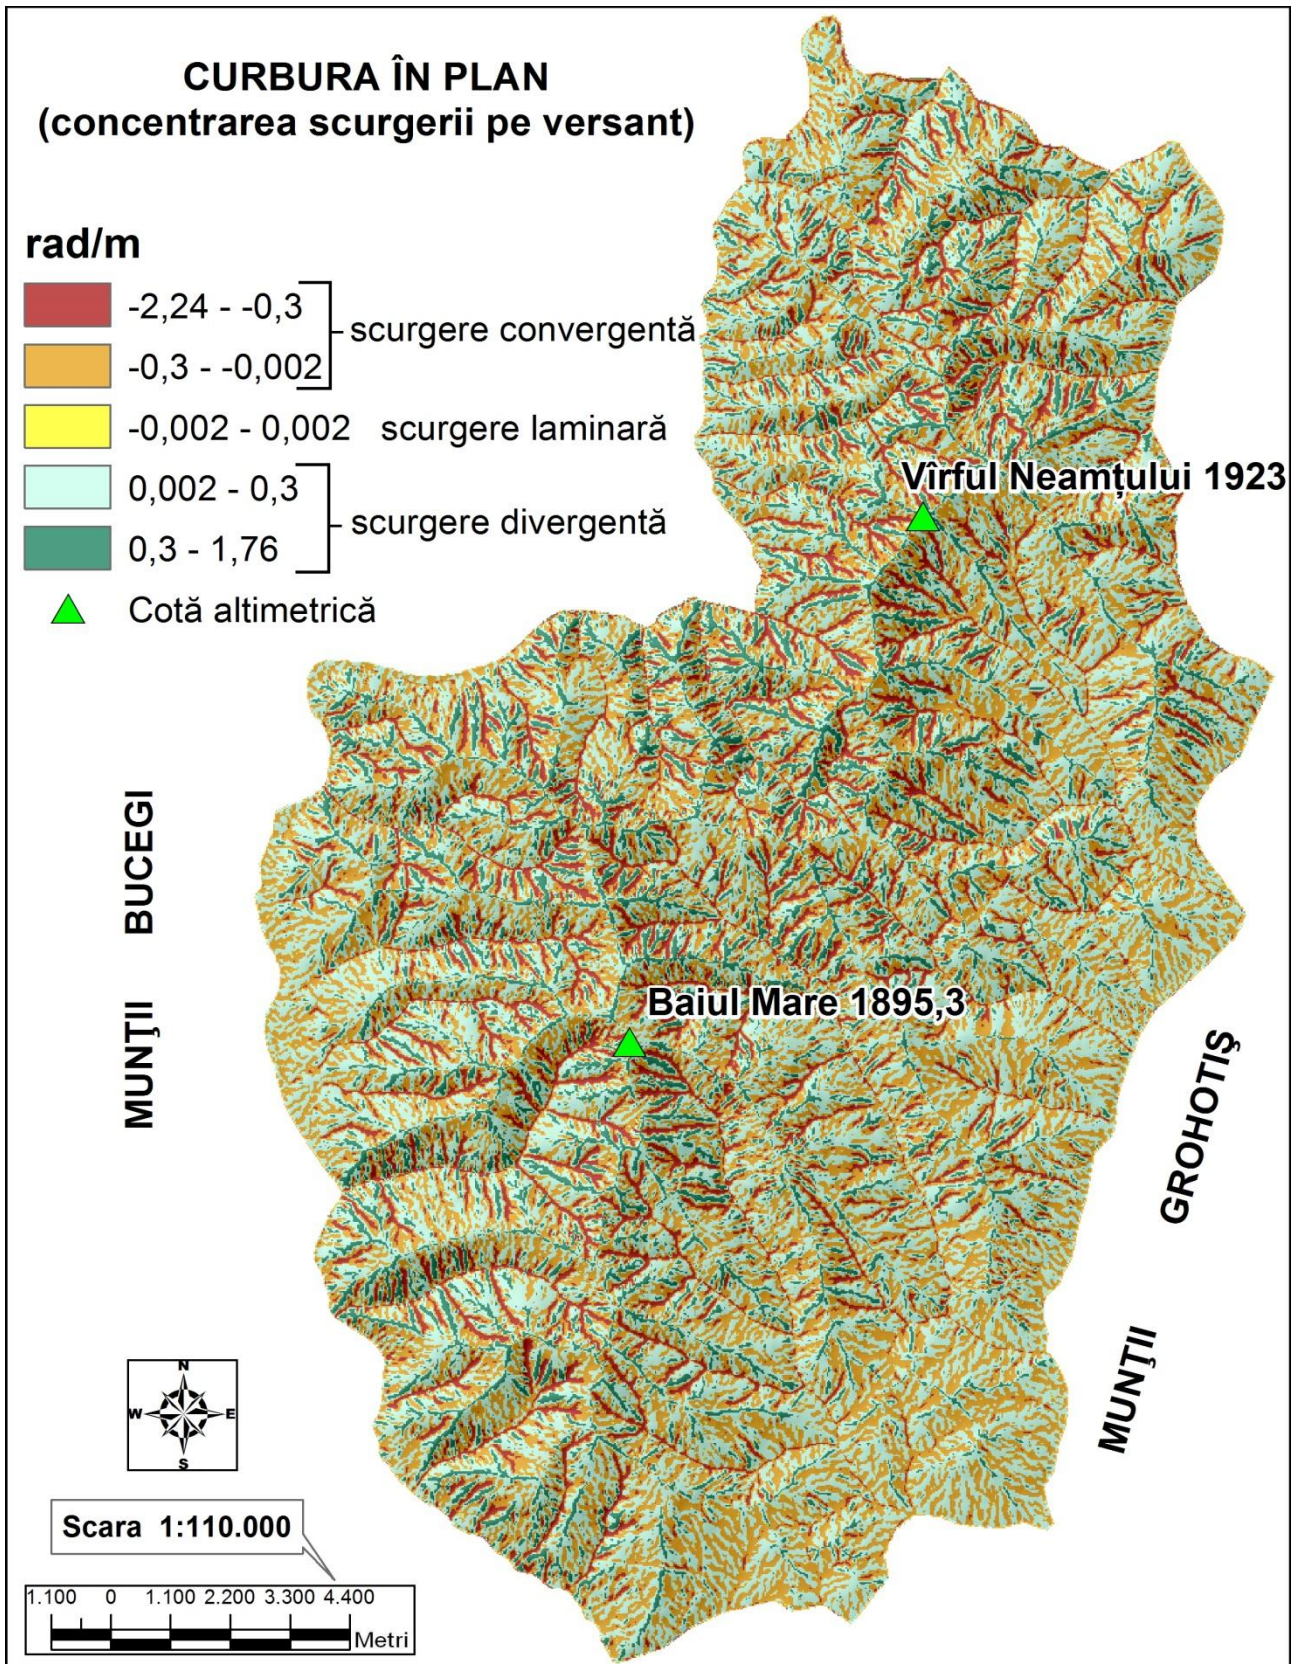 CURBURA ÎN PLAN
(concentrarea scurgerii pe versant)
rad/m
-2,24 - -0,3
-0,3 - -0,002
scurgere convergentă
-0,002 - 0,002 scurgere laminară
0,002 - 0,3
0,3 - 1,76
scurgere divergentă
Cotă altimetrică
Vîrful Neamțului 1923
Baiul Mare 1895,3
MUNŢII BUCEGI
MUNŢII GROHOTIŞ
N
W E
S
Scara 1:110.000
1.100 0 1.100 2.200 3.300 4.400
Metri